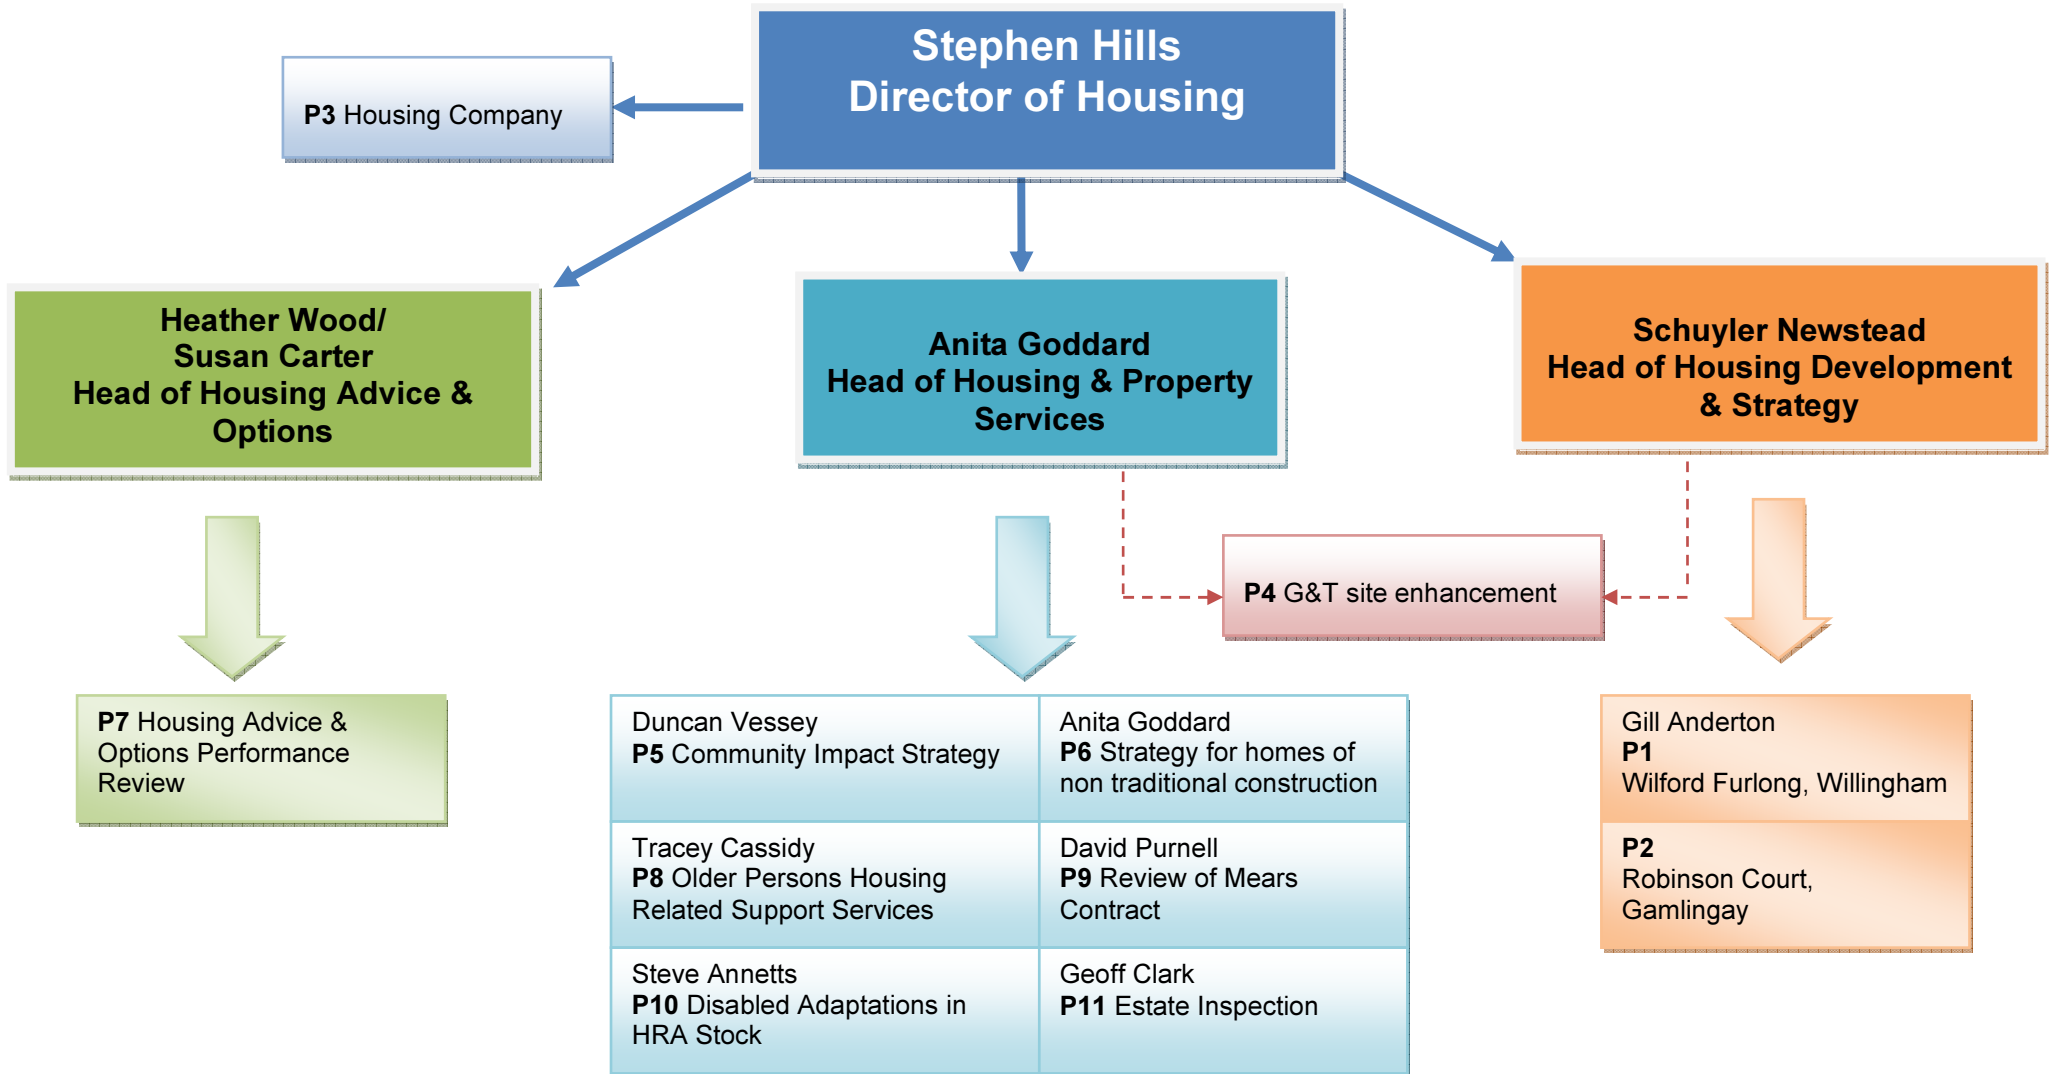 Stephen Hills
Director of Housing
P3 Housing Company
Heather Wood/
Susan Carter
Head of Housing Advice &
Options
Anita Goddard
Head of Housing & Property
Services
Schuyler Newstead
Head of Housing Development
& Strategy
P4 G&T site enhancement
P7 Housing Advice &
Options Performance
Review
Duncan Vessey
P5 Community Impact Strategy
Anita Goddard
P6 Strategy for homes of
non traditional construction
Tracey Cassidy
P8 Older Persons Housing
Related Support Services
David Purnell
P9 Review of Mears
Contract
Steve Annetts
P10 Disabled Adaptations in
HRA Stock
Geoff Clark
P11 Estate Inspection
Gill Anderton
P1
Wilford Furlong, Willingham
P2
Robinson Court,
Gamlingay